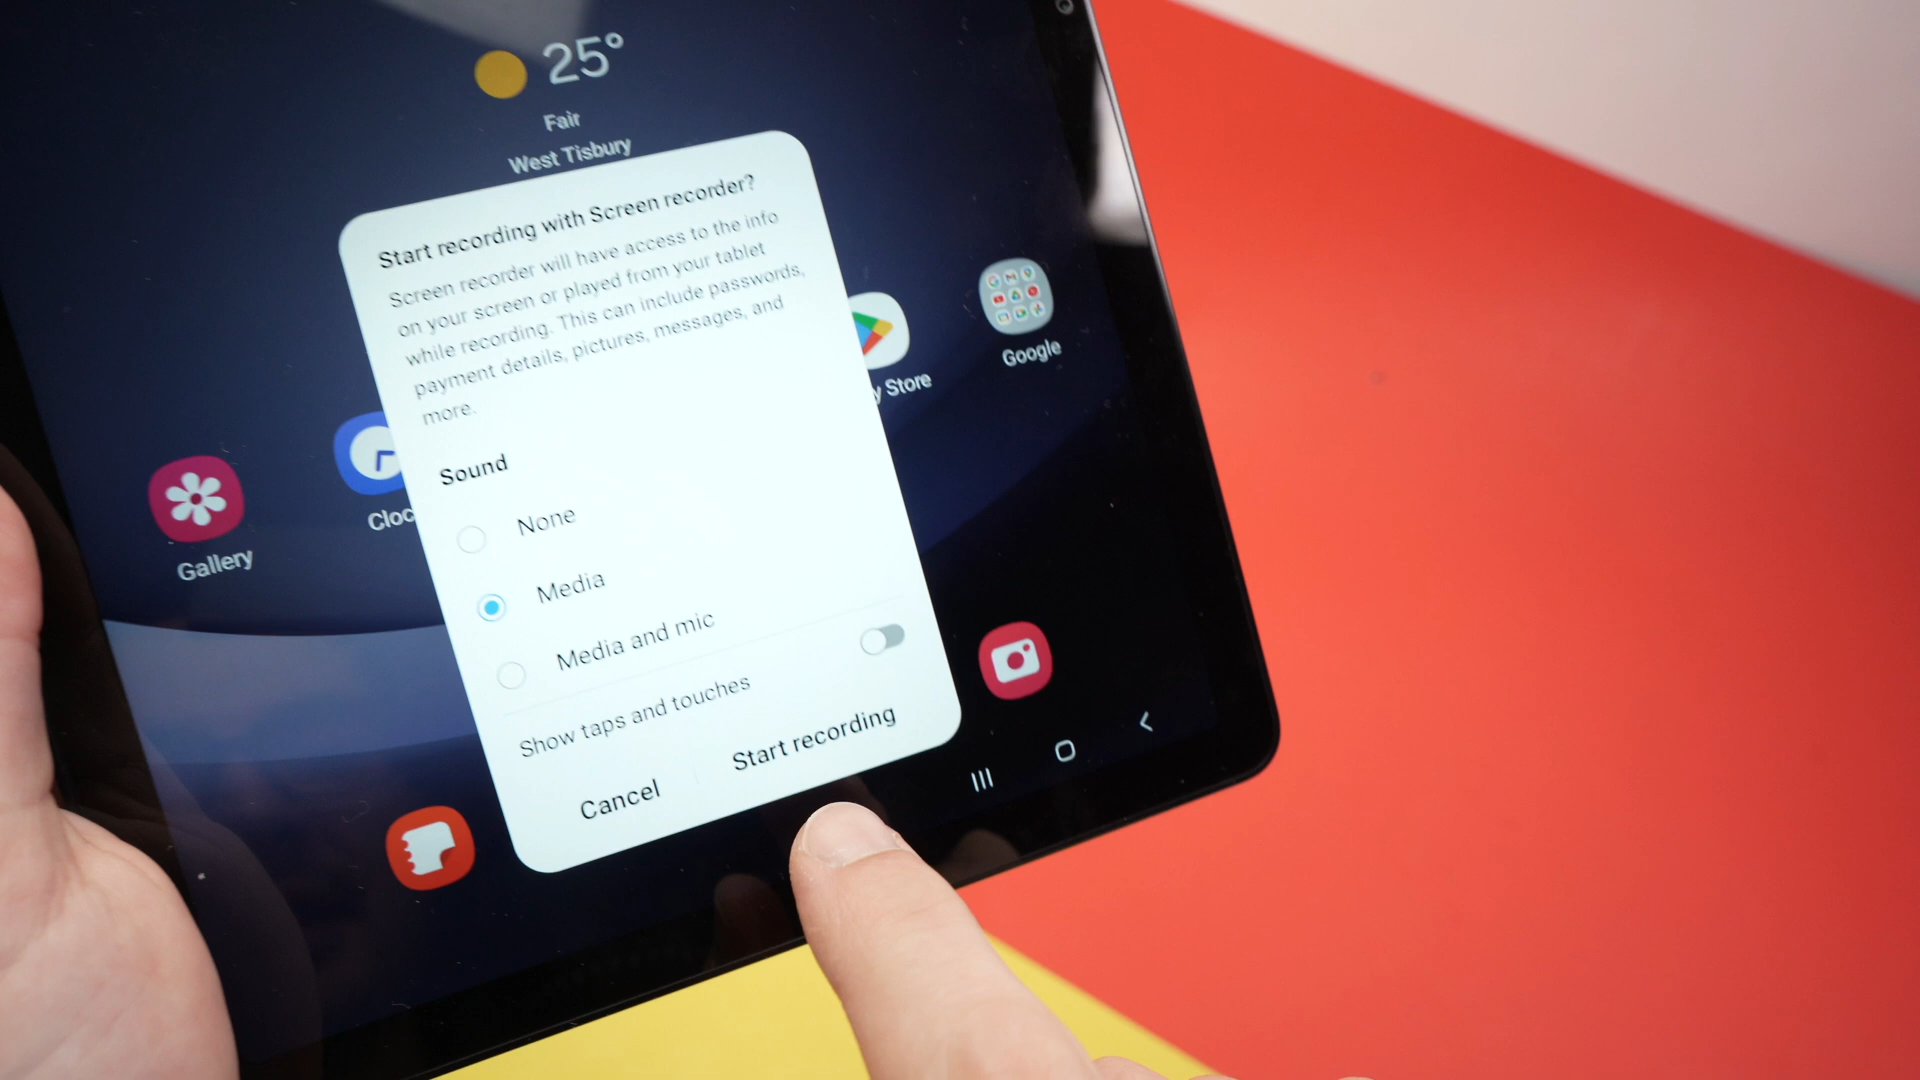 25°
Fair
West Tisbury
Start recording with Screen recorder?
Screen recorder will have access to the info
on your screen or played from your tablet
while recording. This can include passwords,
payment details, pictures, messages, and
more.
Sound
None
Media
Media and mic
Show taps and touches
Cancel
Start recording
Gallery
Cloc
y Store
Google